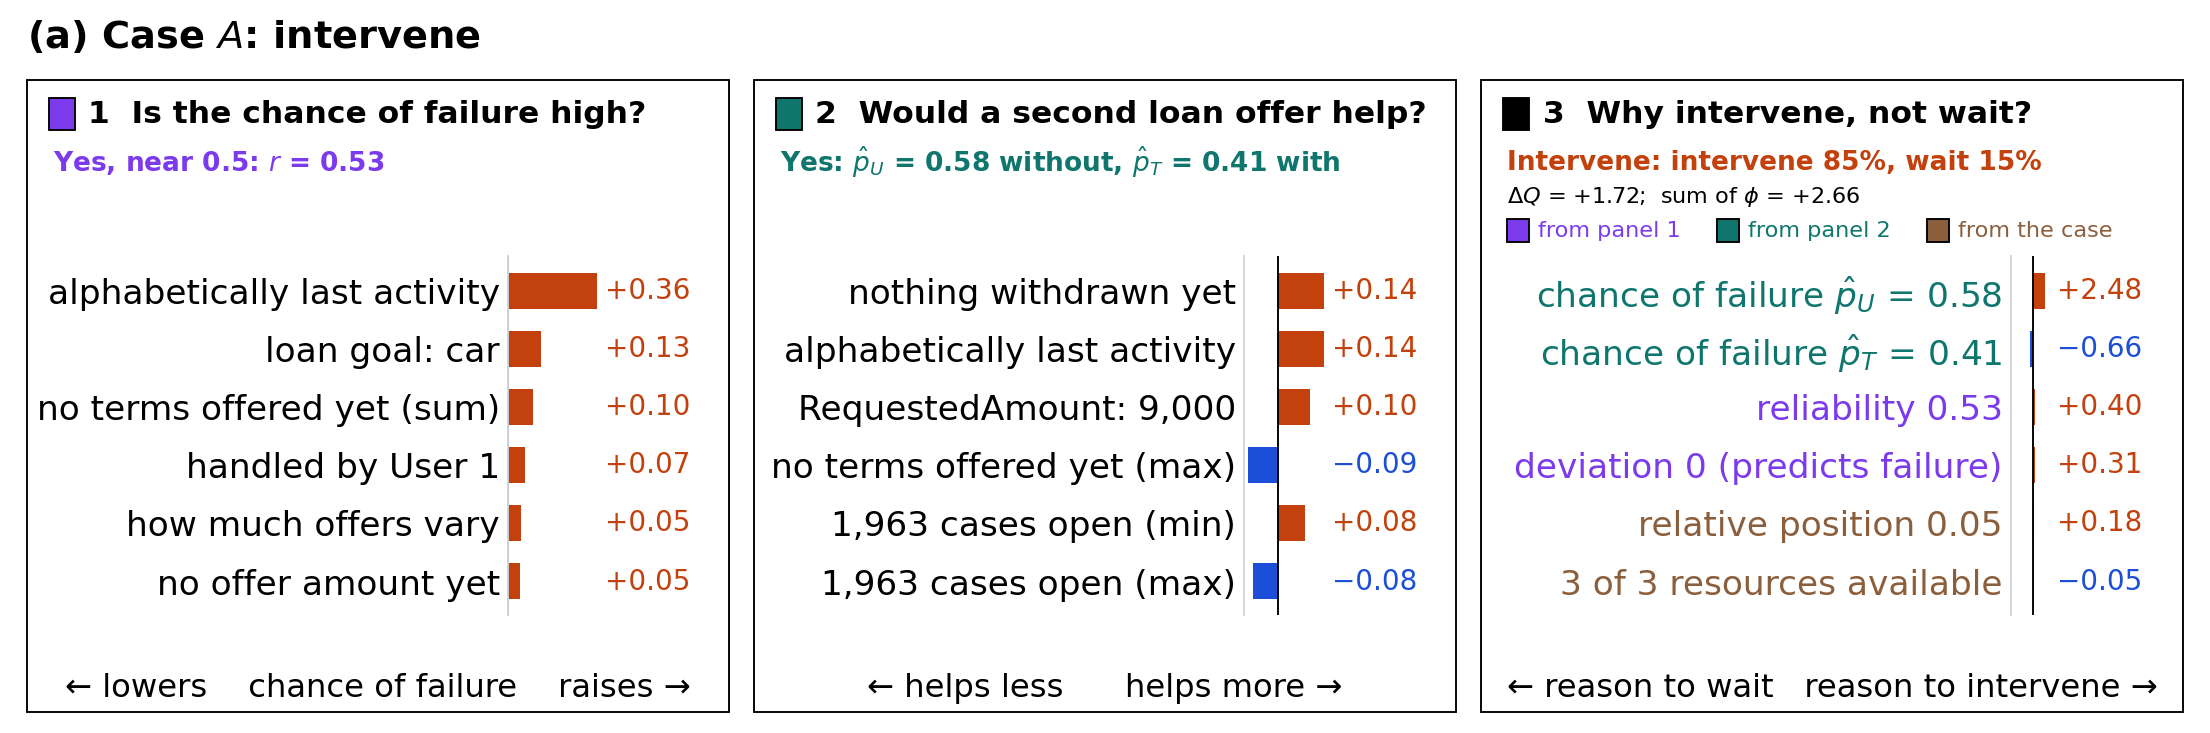 (a) Case A: intervene
1 Is the chance of failure high?
Yes, near 0.5: r = 0.53
alphabetically last activity +0.36
loan goal: car +0.13
no terms offered yet (sum) +0.10
handled by User 1 +0.07
how much offers vary +0.05
no offer amount yet +0.05
← lowers chance of failure raises →
2 Would a second loan offer help?
Yes: p̂_U = 0.58 without, p̂_T = 0.41 with
nothing withdrawn yet +0.14
alphabetically last activity +0.14
RequestedAmount: 9,000 +0.10
no terms offered yet (max) −0.09
1,963 cases open (min) +0.08
1,963 cases open (max) −0.08
← helps less helps more →
3 Why intervene, not wait?
Intervene: intervene 85%, wait 15%
ΔQ = +1.72; sum of ϕ = +2.66
from panel 1 from panel 2 from the case
chance of failure p̂_U = 0.58 +2.48
chance of failure p̂_T = 0.41 −0.66
reliability 0.53 +0.40
deviation 0 (predicts failure) +0.31
relative position 0.05 +0.18
3 of 3 resources available −0.05
← reason to wait reason to intervene →